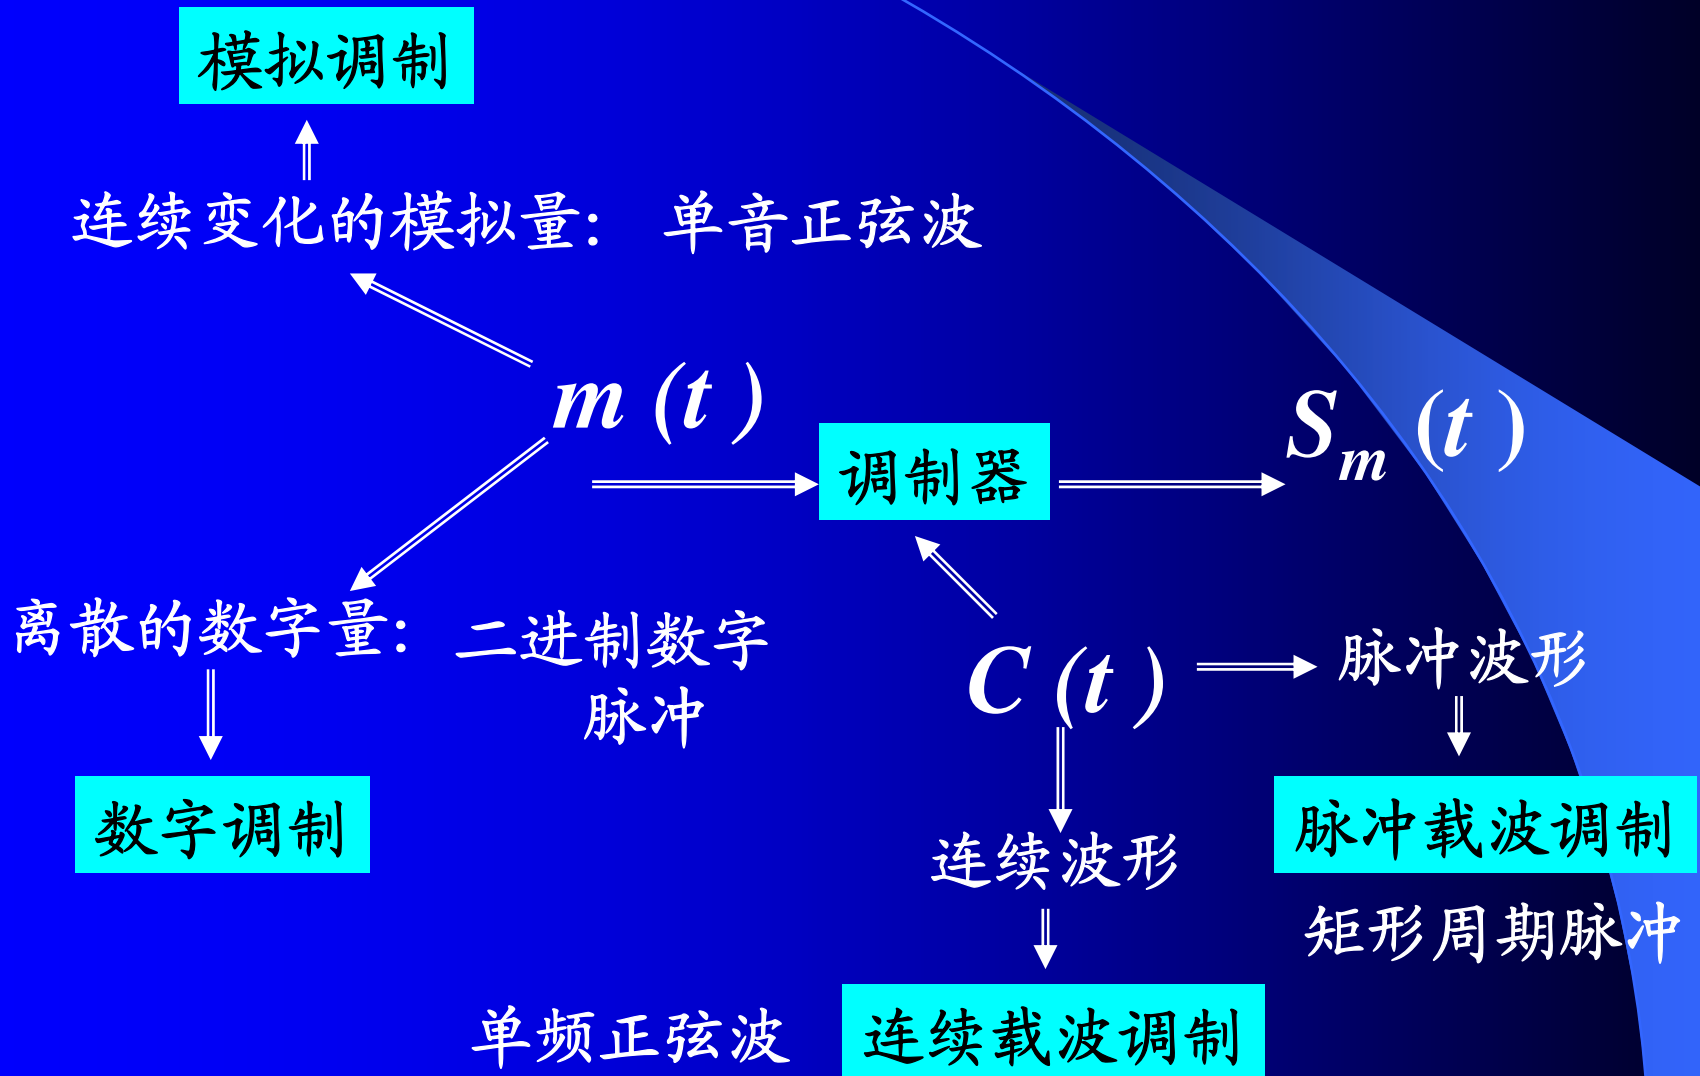 模拟调制
连续变化的模拟量： 单音正弦波
m (t )
Sm (t )
调制器
离散的数字量：
二进制数字
脉冲
C (t )
脉冲波形
数字调制
脉冲载波调制
连续波形
矩形周期脉冲
单频正弦波
连续载波调制